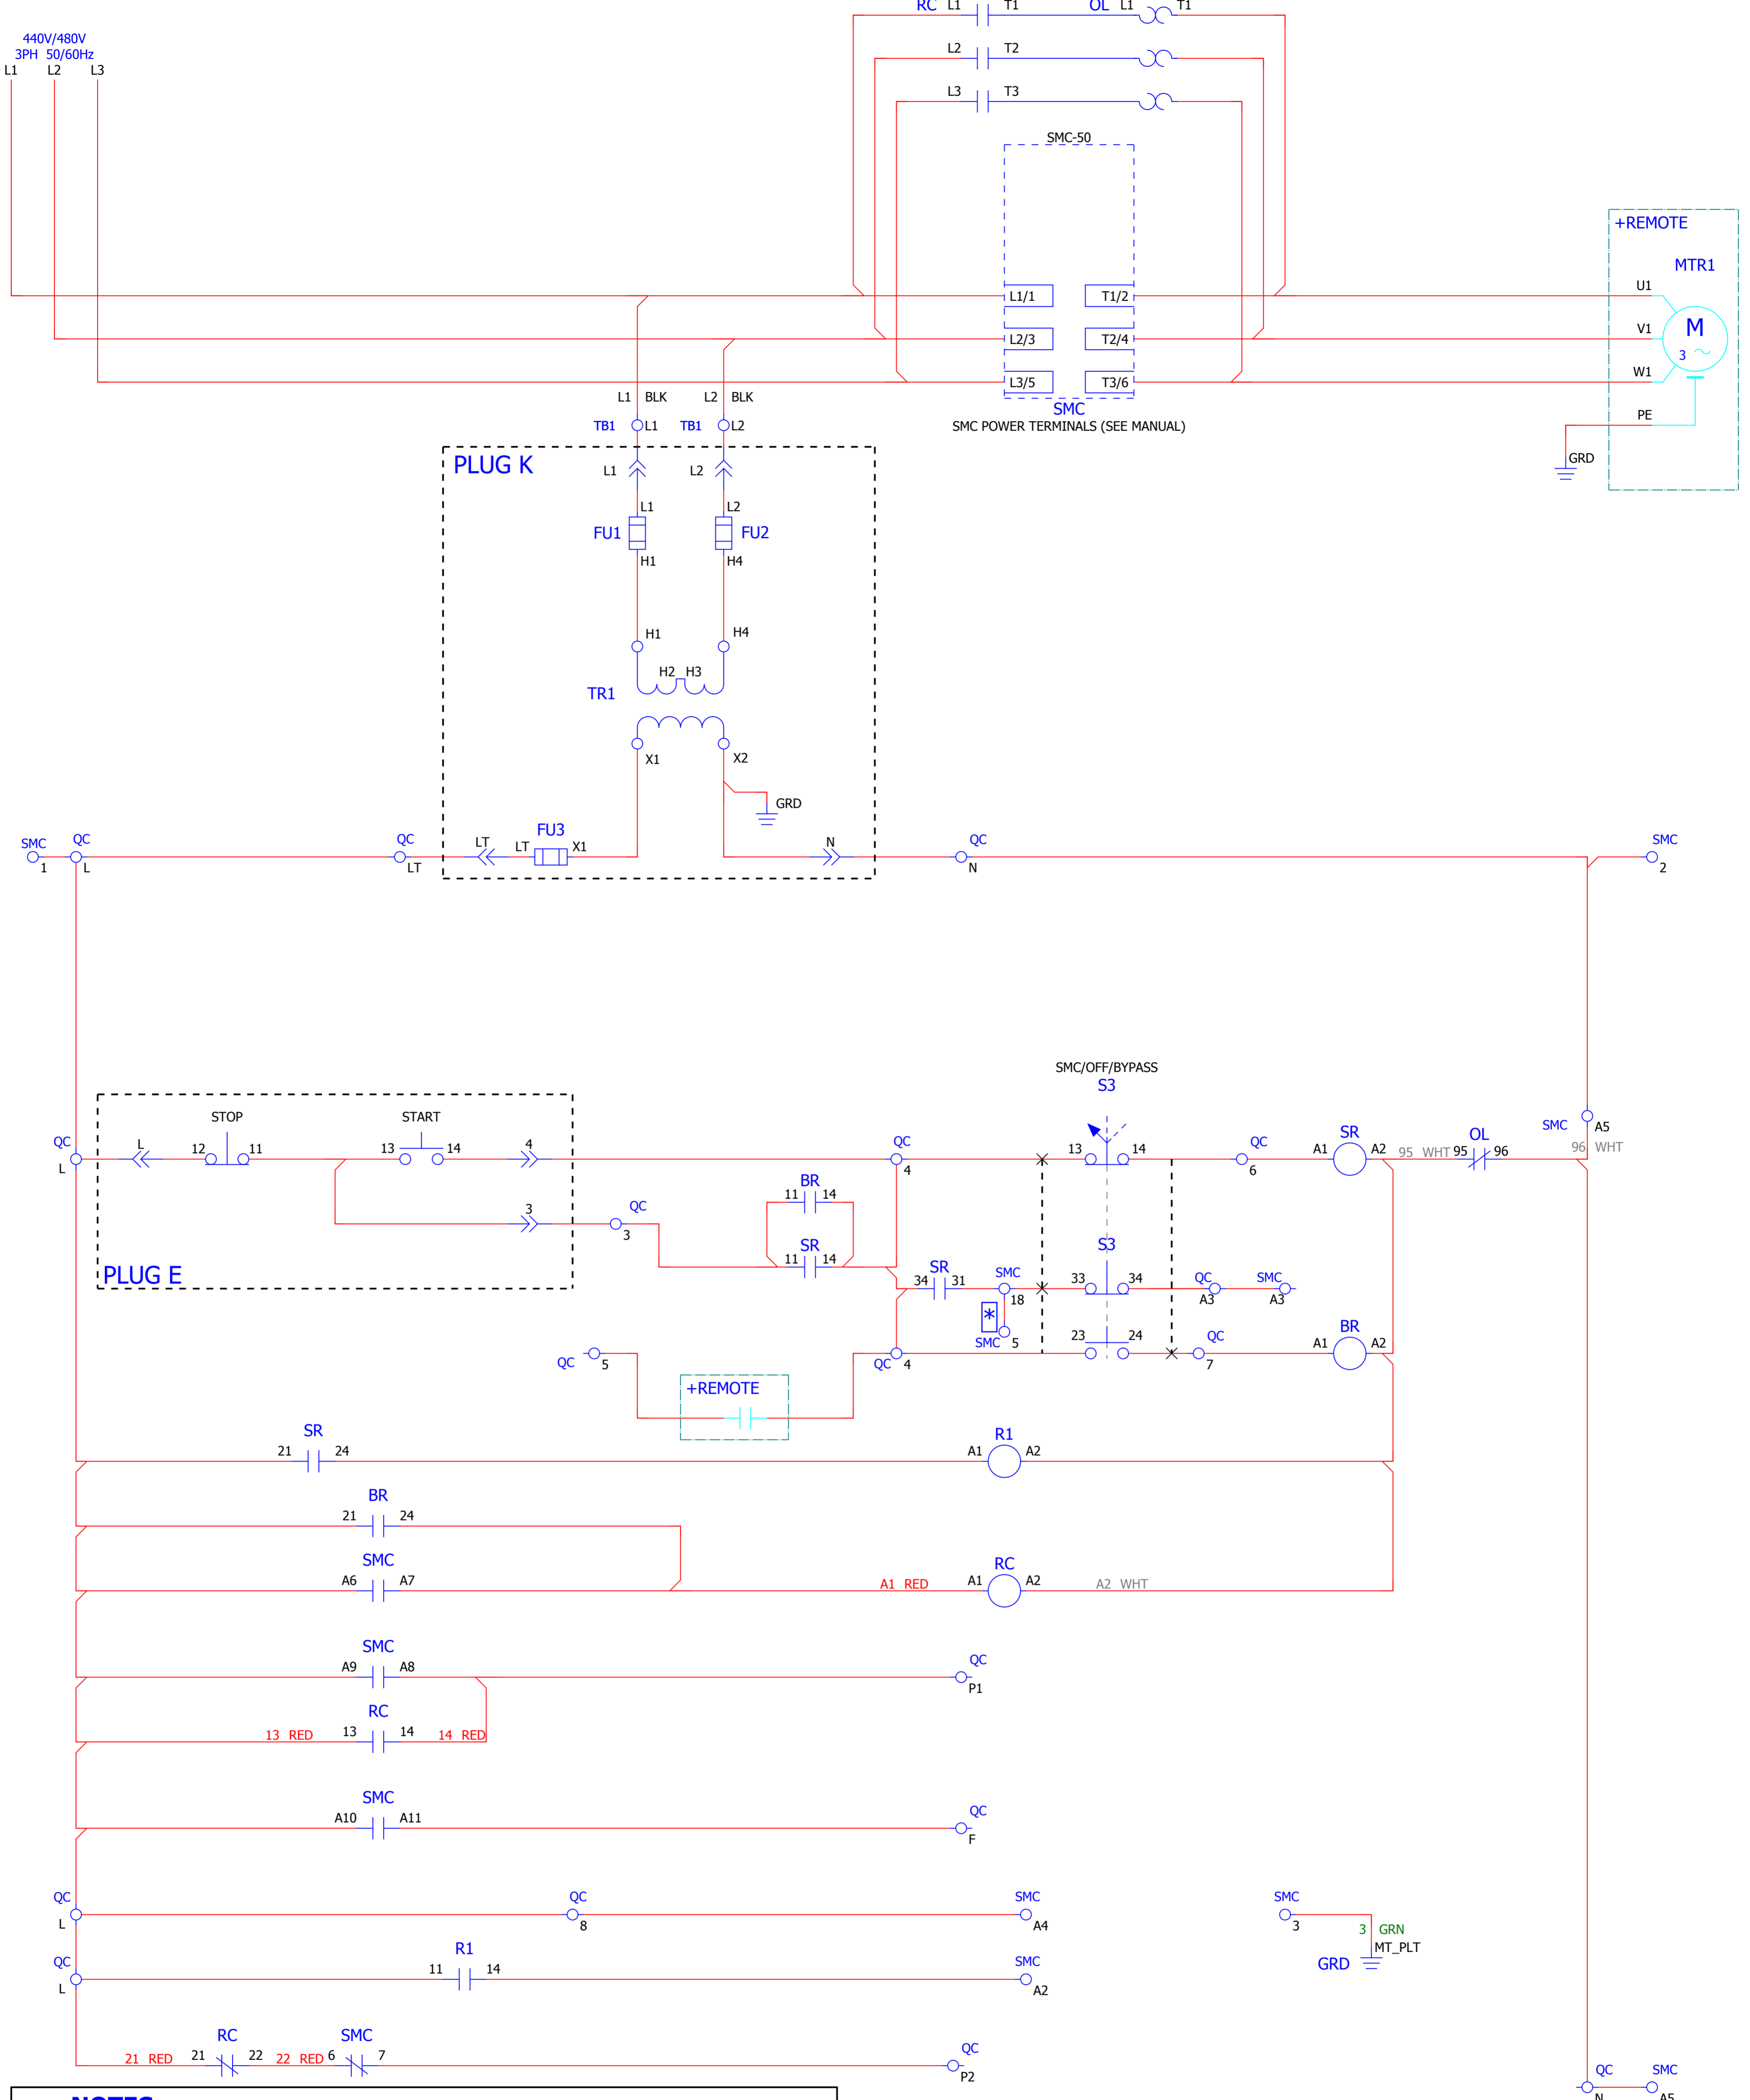 RC L1 T1 OL L1 T1
440V/480V
3PH 50/60Hz
L1 L2 L3
L2 T2
L3 T3
SMC-50
+REMOTE
MTR1
U1
L1/1 T1/2
V1
M
3
L2/3 T2/4
W1
L3/5 T3/6
L1 BLK L2 BLK
SMC
PE
TB1 L1 TB1 L2
SMC POWER TERMINALS (SEE MANUAL)
PLUG K
L1 L2
GRD
L1 L2
FU1 FU2
H1 H4
H1 H4
H2 H3
TR1
X1 X2
GRD
SMC QC QC FU3 QC SMC
LT LT X1 N
1 L LT N 2
SMC/OFF/BYPASS
S3
STOP START
SMC A5
QC L 12 11 13 14 4 QC 13 14 QC SR OL 96 WHT
L 4 6 A1 A2 95 WHT 95 96
BR
11 14
3 QC
3
SR S3
11 14
PLUG E
SR SMC QC SMC
34 31 33 34
18 A3 A3
*
BR
23 24 QC
SMC 5
A1 A2
QC 5 QC 4 7
+REMOTE
SR R1
21 24 A1 A2
BR
21 24
SMC RC
A6 A7 A1 RED A1 A2 A2 WHT
SMC QC
A9 A8
P1
RC
13 RED 13 14 14 RED
SMC QC
A10 A11
F
QC QC SMC SMC
L 8 A4 3
3 GRN
MT_PLT
GRD
QC R1 SMC
11 14
L A2
RC SMC QC
21 RED 21 22 22 RED 6 7
P2
QC SMC
N A5
NOTES